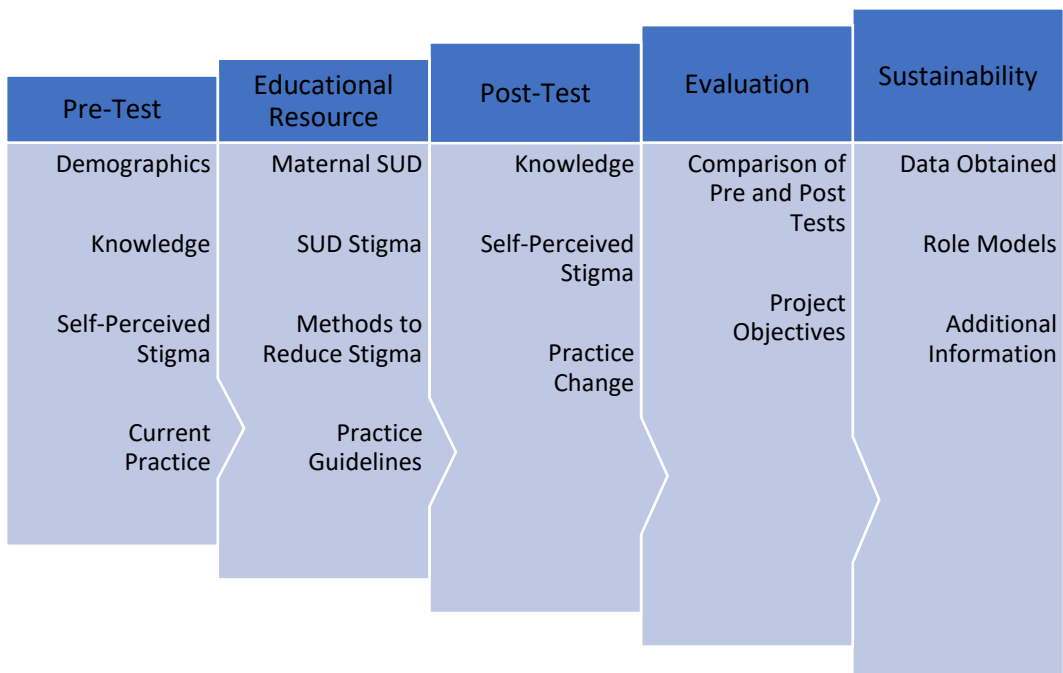 Pre-Test
Demographics
Knowledge
Self-Perceived
Stigma
Current
Practice
Educational
Resource
Maternal SUD
SUD Stigma
Methods to
Reduce Stigma
Practice
Guidelines
Post-Test
Knowledge
Self-Perceived
Stigma
Practice
Change
Evaluation
Comparison of
Pre and Post
Tests
Project
Objectives
Sustainability
Data Obtained
Role Models
Additional
Information